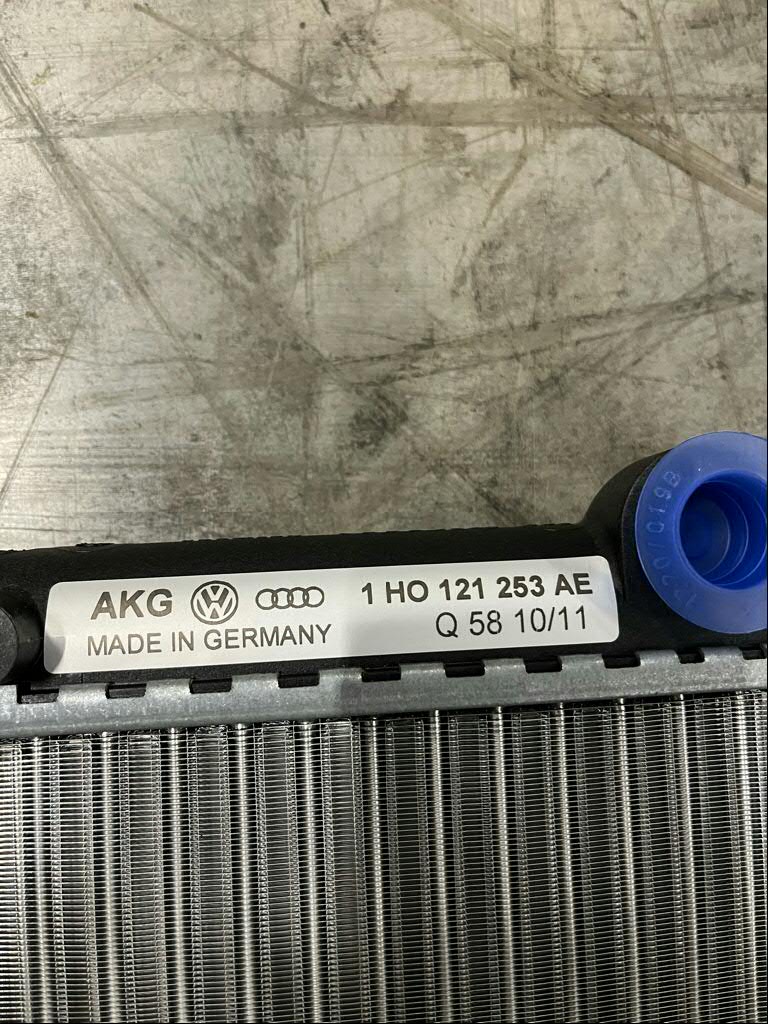 AKG 1 HO 121 253 AE
MADE IN GERMANY Q 58 10/11